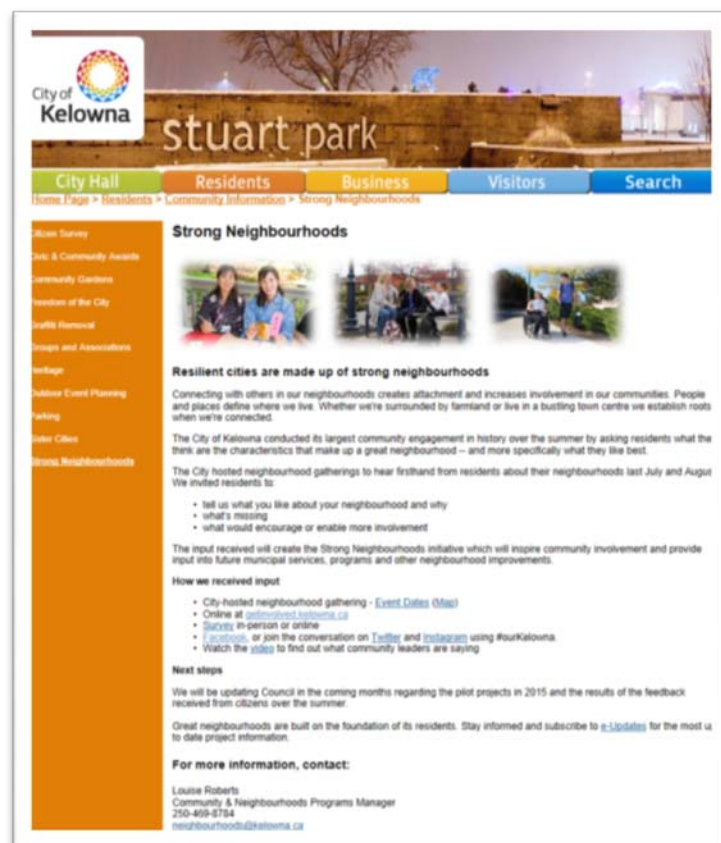 City of
Kelowna
stuart park
City Hall
Residents
Business
Visitors
Search
Home Page > Residents > Community Information > Strong Neighbourhoods
Citizen Survey
Civic & Community Awards
Community Gardens
Freedom of the City
Graffiti Removal
Groups and Associations
Heritage
Outdoor Event Planning
Parking
Sister Cities
Strong Neighbourhoods
Strong Neighbourhoods
Resilient cities are made up of strong neighbourhoods
Connecting with others in our neighbourhoods creates attachment and increases involvement in our communities. People
and places define where we live. Whether we're surrounded by farmland or live in a bustling town centre we establish roots
when we're connected.
The City of Kelowna conducted its largest community engagement in history over the summer by asking residents what the
think are the characteristics that make up a great neighbourhood -- and more specifically what they like best.
The City hosted neighbourhood gatherings to hear firsthand from residents about their neighbourhoods last July and Augus
We invited residents to:
• tell us what you like about your neighbourhood and why
• what's missing
• what would encourage or enable more involvement
The input received will create the Strong Neighbourhoods initiative which will inspire community involvement and provide
input into future municipal services, programs and other neighbourhood improvements.
How we received input
• City-hosted neighbourhood gathering - Event Dates (Map)
• Online at getinvolved.kelowna.ca
• Survey in-person or online
• Facebook, or join the conversation on Twitter and Instagram using #ourKelowna.
• Watch the video to find out what community leaders are saying
Next steps
We will be updating Council in the coming months regarding the pilot projects in 2015 and the results of the feedback
received from citizens over the summer.
Great neighbourhoods are built on the foundation of its residents. Stay informed and subscribe to e-Updates for the most u
to date project information.
For more information, contact:
Louise Roberts
Community & Neighbourhoods Programs Manager
250-469-8784
neighbourhoods@kelowna.ca